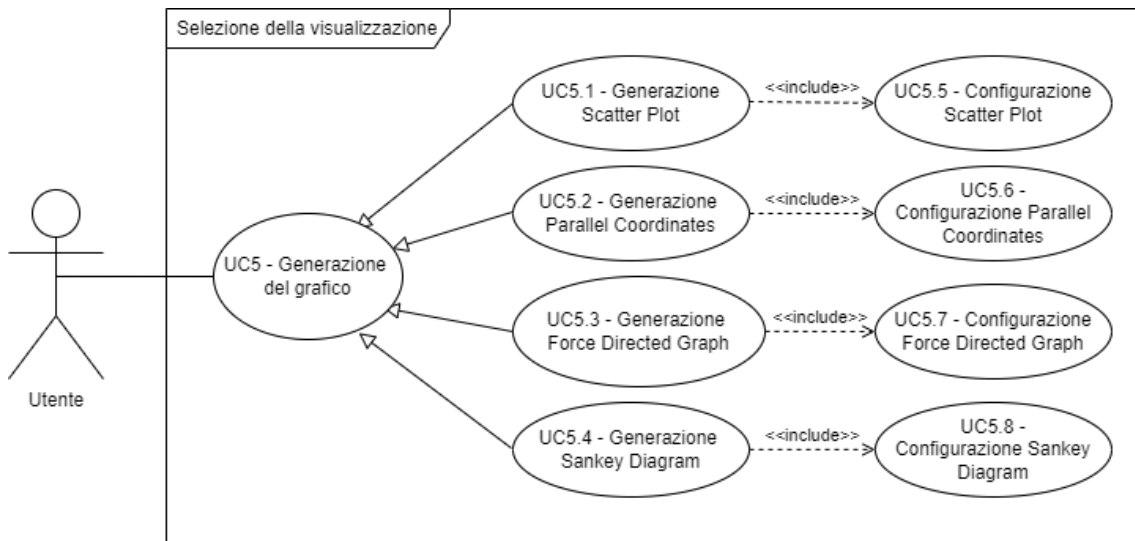 Selezione della visualizzazione
UC5.1 - Generazione
Scatter Plot
<<include>>
UC5.5 - Configurazione
Scatter Plot
UC5.2 - Generazione
Parallel Coordinates
<<include>>
UC5.6 -
Configurazione Parallel
Coordinates
UC5 - Generazione
del grafico
UC5.3 - Generazione
Force Directed Graph
<<include>>
UC5.7 - Configurazione
Force Directed Graph
Utente
UC5.4 - Generazione
Sankey Diagram
<<include>>
UC5.8 -
Configurazione Sankey
Diagram